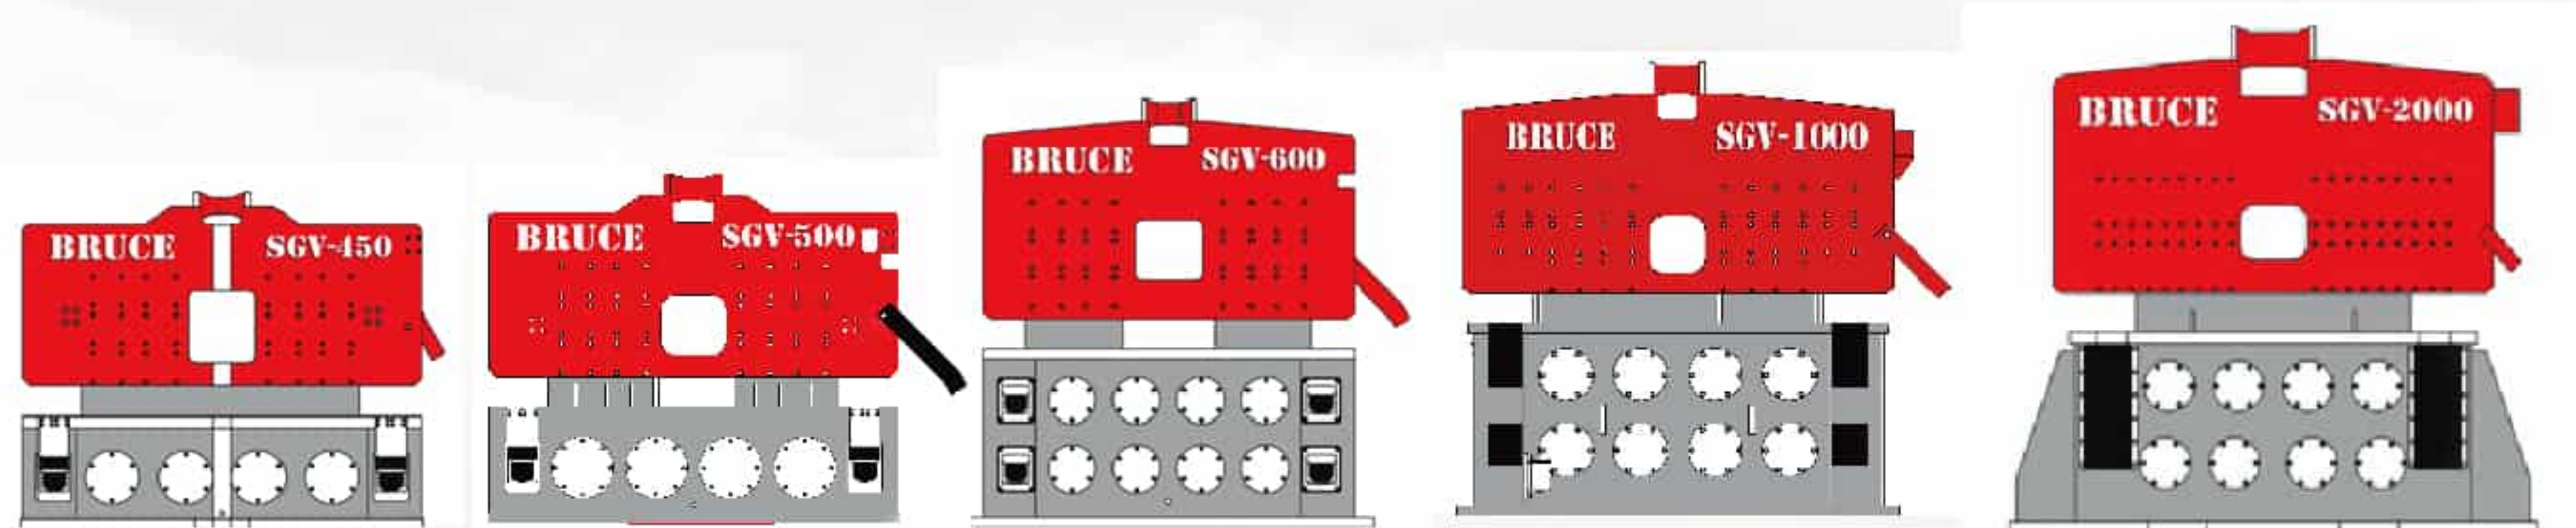 BRUCE SGV-450
BRUCE SGV-500
BRUCE SGV-600
BRUCE SGV-1000
BRUCE SGV-2000